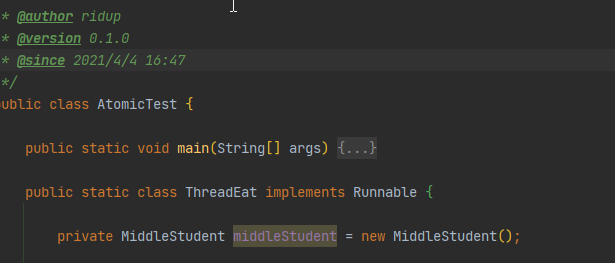 * @author ridup
* @version 0.1.0
* @since 2021/4/4 16:47
*/
public class AtomicTest {
public static void main(String[] args) {...}
public static class ThreadEat implements Runnable {
private MiddleStudent middleStudent = new MiddleStudent();